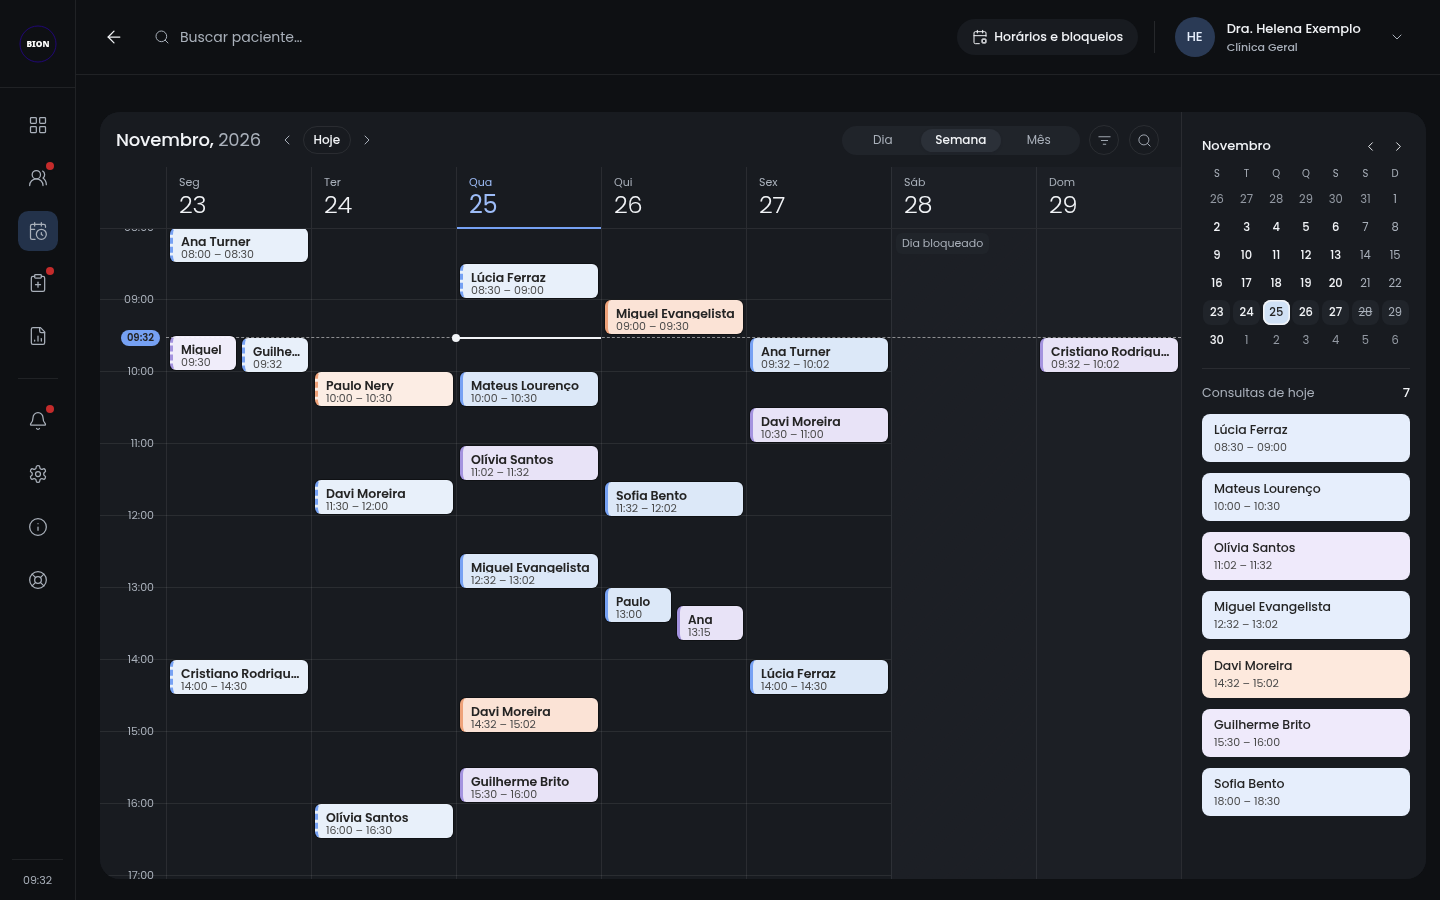 BION
Buscar paciente...
Horários e bloqueios
HE
Dra. Helena Exemplo
Clínica Geral
Novembro, 2026
Hoje
Dia
Semana
Mês
Seg
23
Ter
24
Qua
25
Qui
26
Sex
27
Sáb
28
Dom
29
Ana Turner
08:00 – 08:30
Dia bloqueado
Lúcia Ferraz
08:30 – 09:00
09:00
Miguel Evangelista
09:00 – 09:30
09:32
Miguel
09:30
Guilhe...
09:32
Ana Turner
09:32 – 10:02
Cristiano Rodrigu...
09:32 – 10:02
10:00
Paulo Nery
10:00 – 10:30
Mateus Lourenço
10:00 – 10:30
Davi Moreira
10:30 – 11:00
11:00
Olívia Santos
11:02 – 11:32
Davi Moreira
11:30 – 12:00
Sofia Bento
11:32 – 12:02
12:00
Miguel Evangelista
12:32 – 13:02
13:00
Paulo
13:00
Ana
13:15
14:00
Cristiano Rodrigu...
14:00 – 14:30
Lúcia Ferraz
14:00 – 14:30
Davi Moreira
14:32 – 15:02
15:00
Guilherme Brito
15:30 – 16:00
16:00
Olívia Santos
16:00 – 16:30
17:00
Novembro
S T Q Q S S D
26 27 28 29 30 31 1
2 3 4 5 6 7 8
9 10 11 12 13 14 15
16 17 18 19 20 21 22
23 24 25 26 27 28 29
30 1 2 3 4 5 6
Consultas de hoje 7
Lúcia Ferraz
08:30 – 09:00
Mateus Lourenço
10:00 – 10:30
Olívia Santos
11:02 – 11:32
Miguel Evangelista
12:32 – 13:02
Davi Moreira
14:32 – 15:02
Guilherme Brito
15:30 – 16:00
Sofia Bento
18:00 – 18:30
09:32